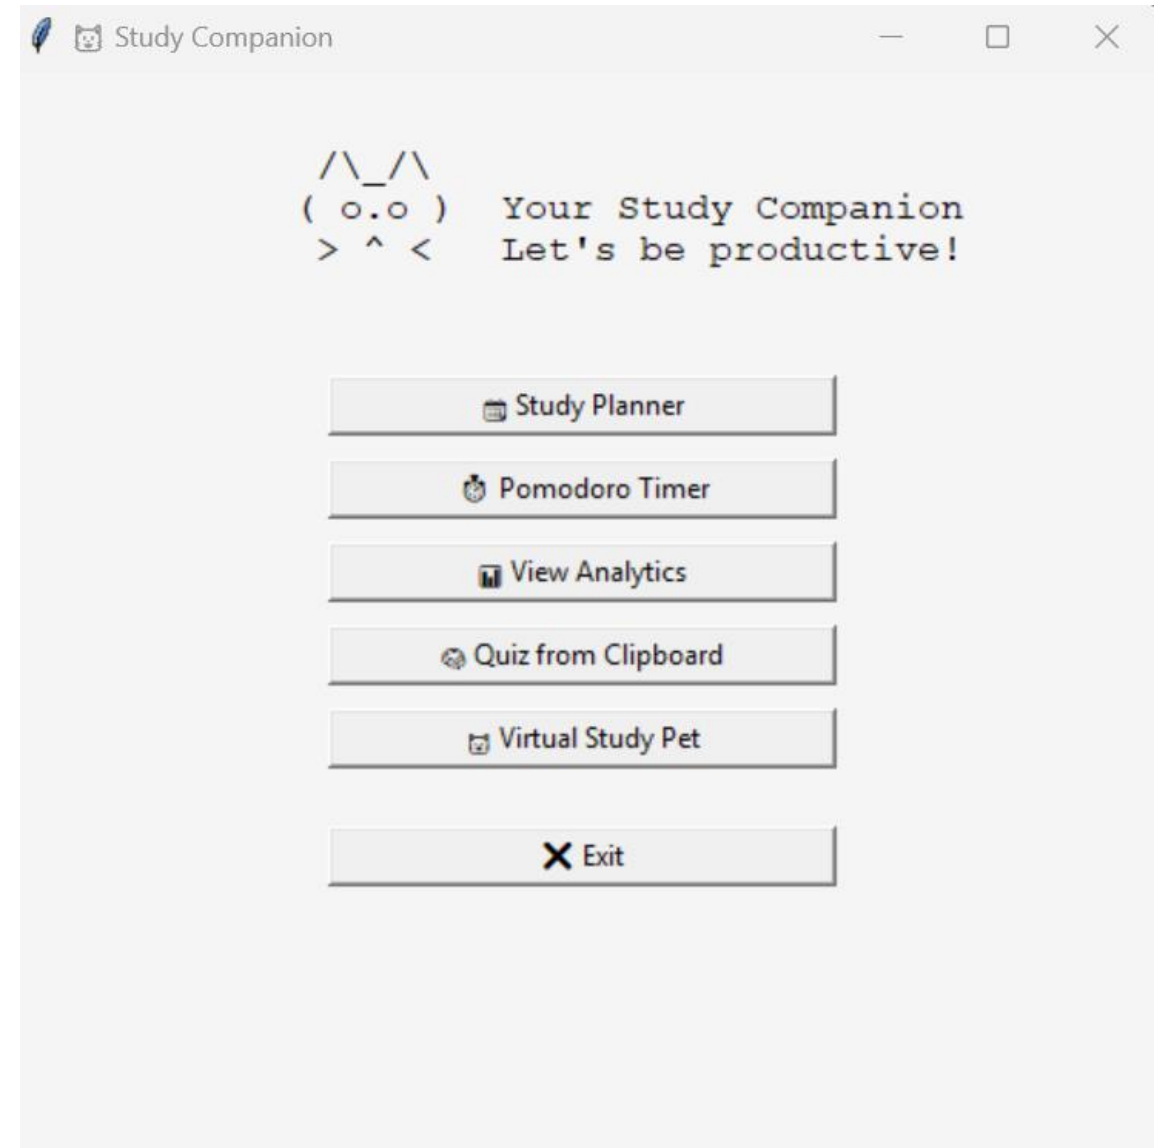 Study Companion
/\_/\
( o.o )  Your Study Companion
> ^ <  Let's be productive!
Study Planner
Pomodoro Timer
View Analytics
Quiz from Clipboard
Virtual Study Pet
Exit